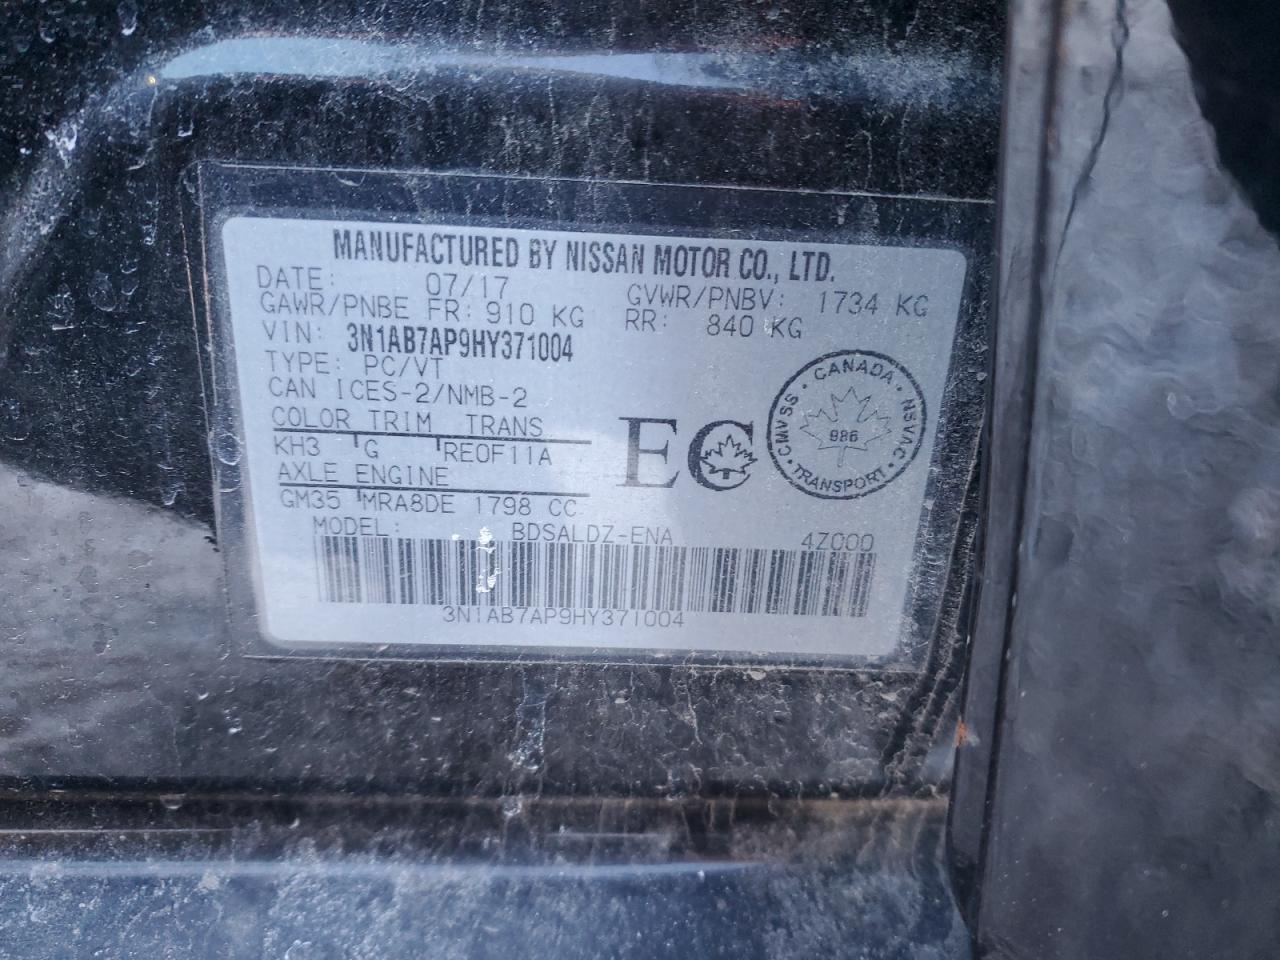 MANUFACTURED BY NISSAN MOTOR CO., LTD.
DATE: 07/17 GVWR/PNBV: 1734 KG
GAWR/PNBE FR: 910 KG RR: 840 KG
VIN: 3N1AB7AP9HY371004
TYPE: PC/VT
CAN ICES-2/NMB-2
COLOR TRIM TRANS
KH3 G RE0F11A
AXLE ENGINE
GM35 MRA8DE 1798 CC
EC
CANADA
CMVSS 986 NSVAC
TRANSPORT
MODEL: BDSALDZ-ENA 4Z000
3N1AB7AP9HY371004